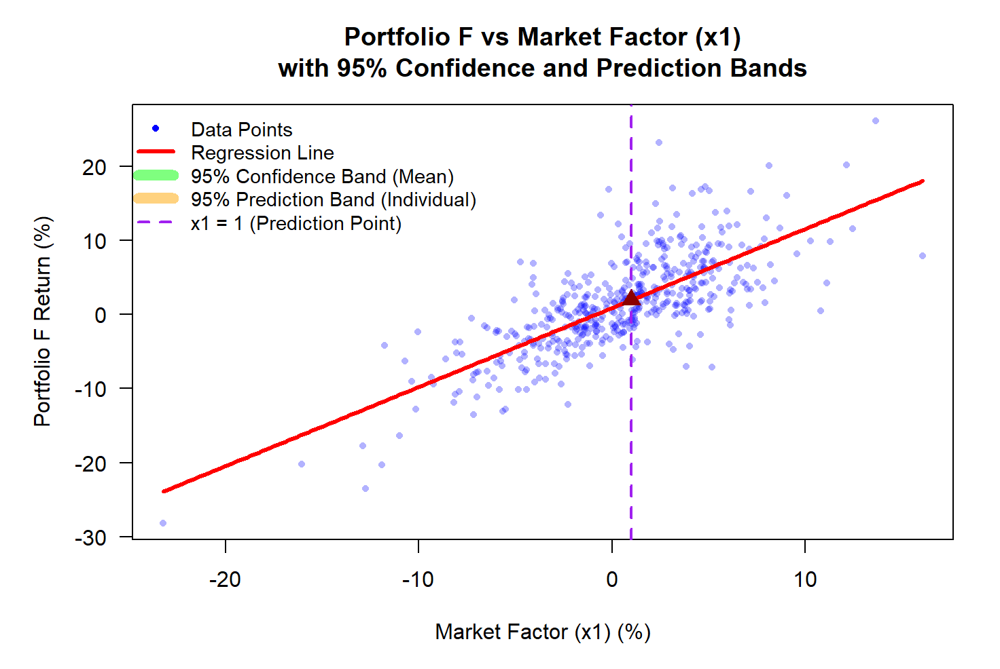 Portfolio F vs Market Factor (x1)
with 95% Confidence and Prediction Bands
Data Points
Regression Line
95% Confidence Band (Mean)
95% Prediction Band (Individual)
x1 = 1 (Prediction Point)
Portfolio F Return (%)
20
10
0
-10
-20
-30
-20
-10
0
10
Market Factor (x1) (%)